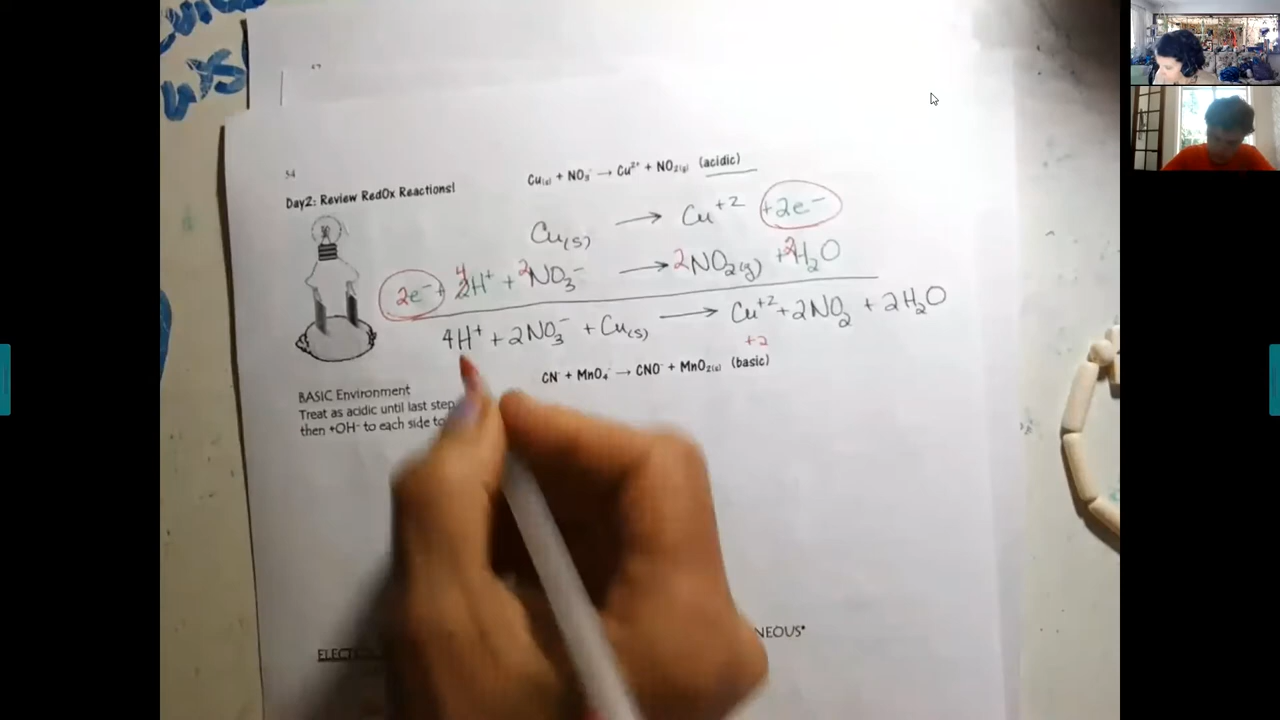 54
Cu(s) + NO₃⁻ → Cu²⁺ + NO₂(g) (acidic)
Day2: Review RedOx Reactions!
Cu(s) → Cu⁺² +2e⁻
2e⁻ + 4H⁺ + 2NO₃⁻ → 2NO₂(g) + 2H₂O
4H⁺ + 2NO₃⁻ + Cu(s) → Cu⁺² + 2NO₂ + 2H₂O
+2
CN⁻ + MnO₄⁻ → CNO⁻ + MnO₂(s) (basic)
BASIC Environment
Treat as acidic until last step
then +OH⁻ to each side to